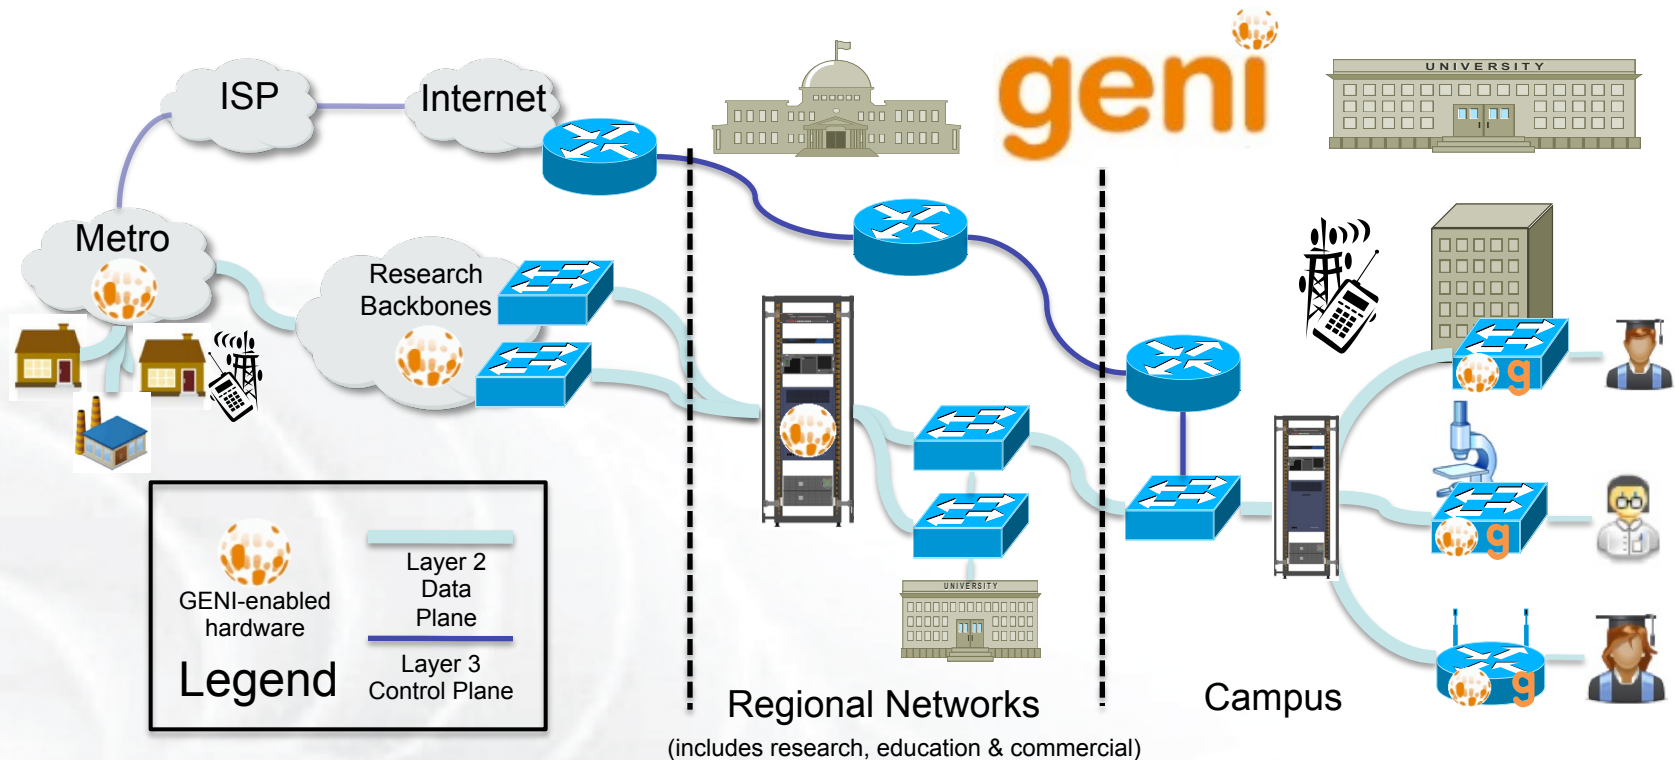 ISP
Internet
geni
UNIVERSITY
Metro
Research
Backbones
g
g
UNIVERSITY
g
GENI-enabled
hardware
Legend
Layer 2
Data
Plane
Layer 3
Control Plane
Regional Networks
(includes research, education & commercial)
Campus